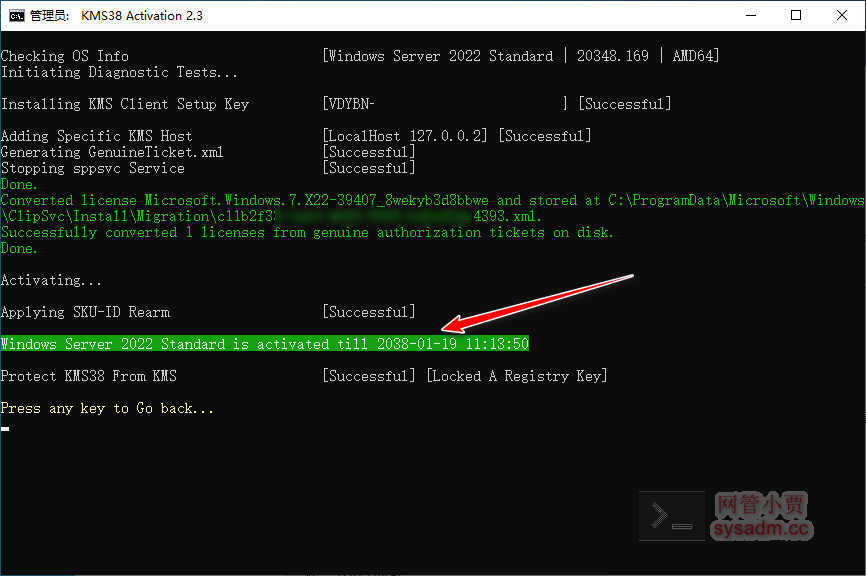 管理员: KMS38 Activation 2.3
Checking OS Info [Windows Server 2022 Standard | 20348.169 | AMD64]
Initiating Diagnostic Tests...
Installing KMS Client Setup Key [VDYBN- ] [Successful]
Adding Specific KMS Host [LocalHost 127.0.0.2] [Successful]
Generating GenuineTicket.xml [Successful]
Stopping sppsvc Service [Successful]
Done.
Converted license Microsoft.Windows.7.X22-39407_8wekyb3d8bbwe and stored at C:\ProgramData\Microsoft\Windows
\ClipSvc\Install\Migration\c11b2f3 4393.xml.
Successfully converted 1 licenses from genuine authorization tickets on disk.
Done.
Activating...
Applying SKU-ID Rearm [Successful]
Windows Server 2022 Standard is activated till 2038-01-19 11:13:50
Protect KMS38 From KMS [Successful] [Locked A Registry Key]
Press any key to Go back...
网管小贾
sysadm.cc